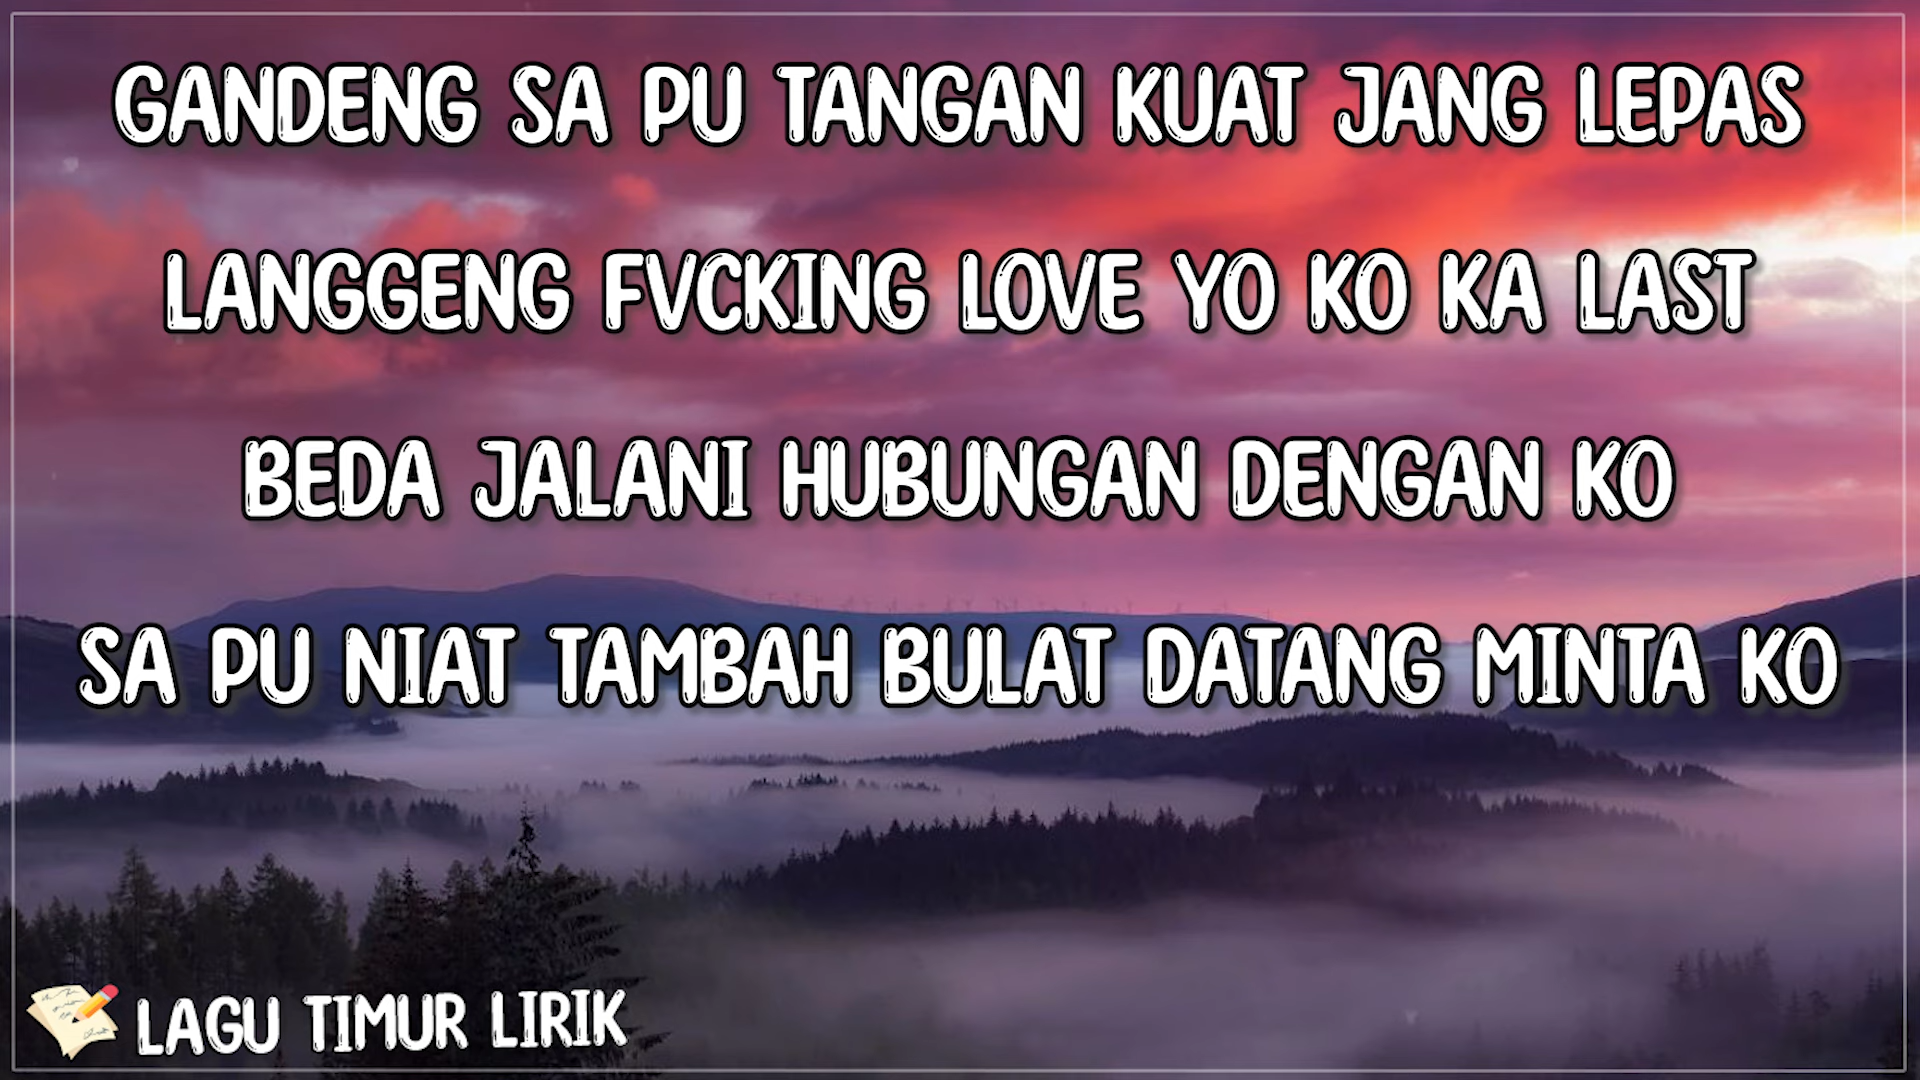 GANDENG SA PU TANGAN KUAT JANG LEPAS
LANGGENG FVCKING LOVE YO KO KA LAST
BEDA JALANI HUBUNGAN DENGAN KO
SA PU NIAT TAMBAH BULAT DATANG MINTA KO
LAGU TIMUR LIRIK